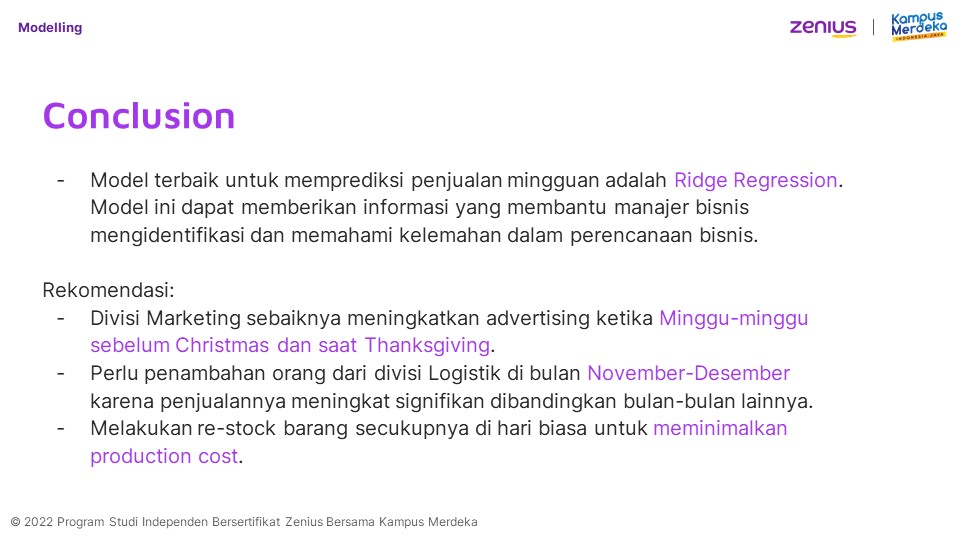 Modelling
zenius
Kampus
Merdeka
INDONESIA JAYA
Conclusion
- Model terbaik untuk memprediksi penjualan mingguan adalah Ridge Regression.
Model ini dapat memberikan informasi yang membantu manajer bisnis
mengidentifikasi dan memahami kelemahan dalam perencanaan bisnis.
Rekomendasi:
- Divisi Marketing sebaiknya meningkatkan advertising ketika Minggu-minggu
sebelum Christmas dan saat Thanksgiving.
- Perlu penambahan orang dari divisi Logistik di bulan November-Desember
karena penjualannya meningkat signifikan dibandingkan bulan-bulan lainnya.
- Melakukan re-stock barang secukupnya di hari biasa untuk meminimalkan
production cost.
© 2022 Program Studi Independen Bersertifikat Zenius Bersama Kampus Merdeka